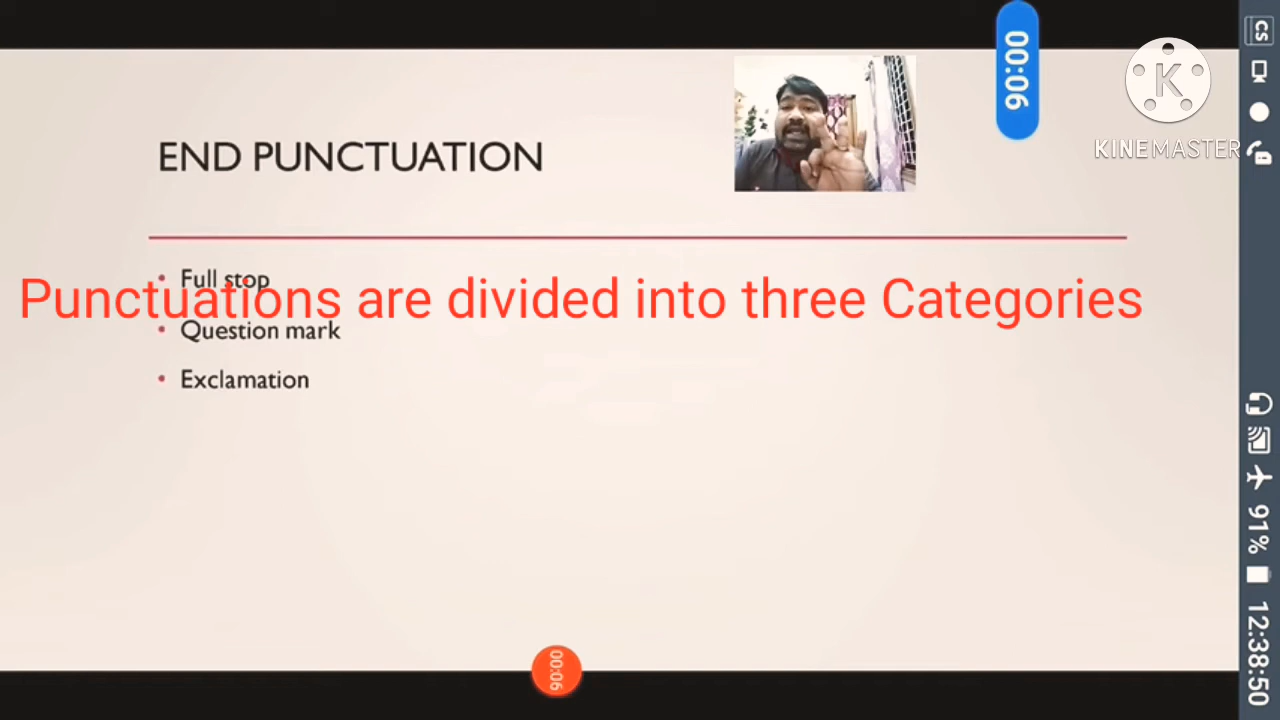 END PUNCTUATION
• Full stop
Punctuations are divided into three Categories
• Question mark
• Exclamation
00:06
K
KINEMASTER
CS
91%
12:38:50
00:06